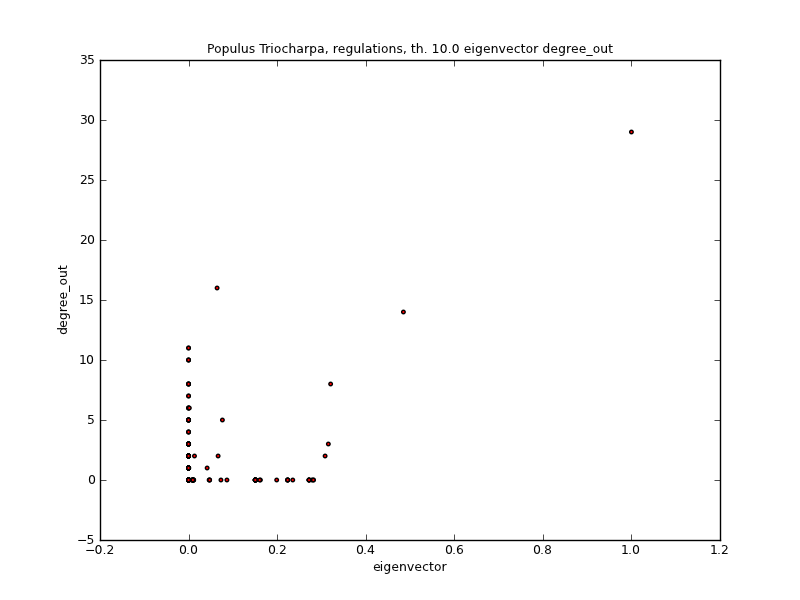 Populus Triocharpa, regulations, th. 10.0 eigenvector degree_out
35
30
25
20
15
10
5
0
−5
degree_out
−0.2 0.0 0.2 0.4 0.6 0.8 1.0 1.2
eigenvector